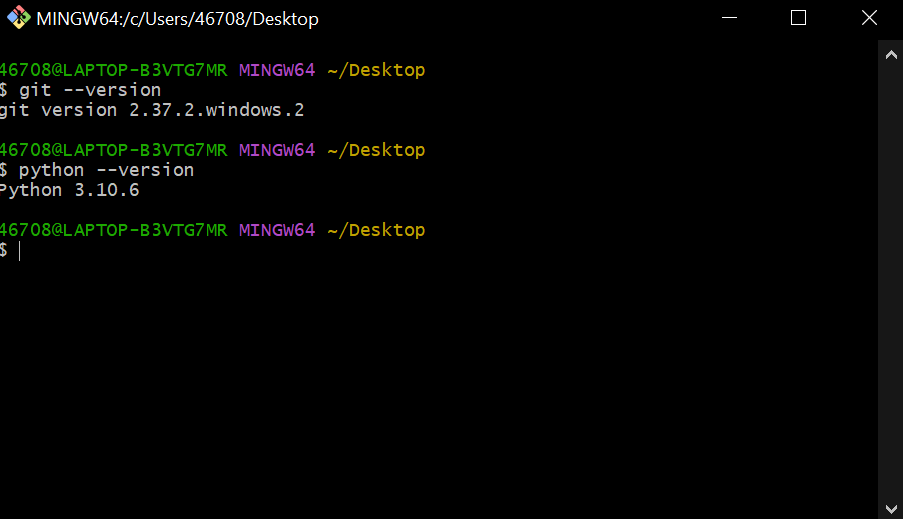 MINGW64:/c/Users/46708/Desktop
46708@LAPTOP-B3VTG7MR MINGW64 ~/Desktop
$ git --version
git version 2.37.2.windows.2
46708@LAPTOP-B3VTG7MR MINGW64 ~/Desktop
$ python --version
Python 3.10.6
46708@LAPTOP-B3VTG7MR MINGW64 ~/Desktop
$